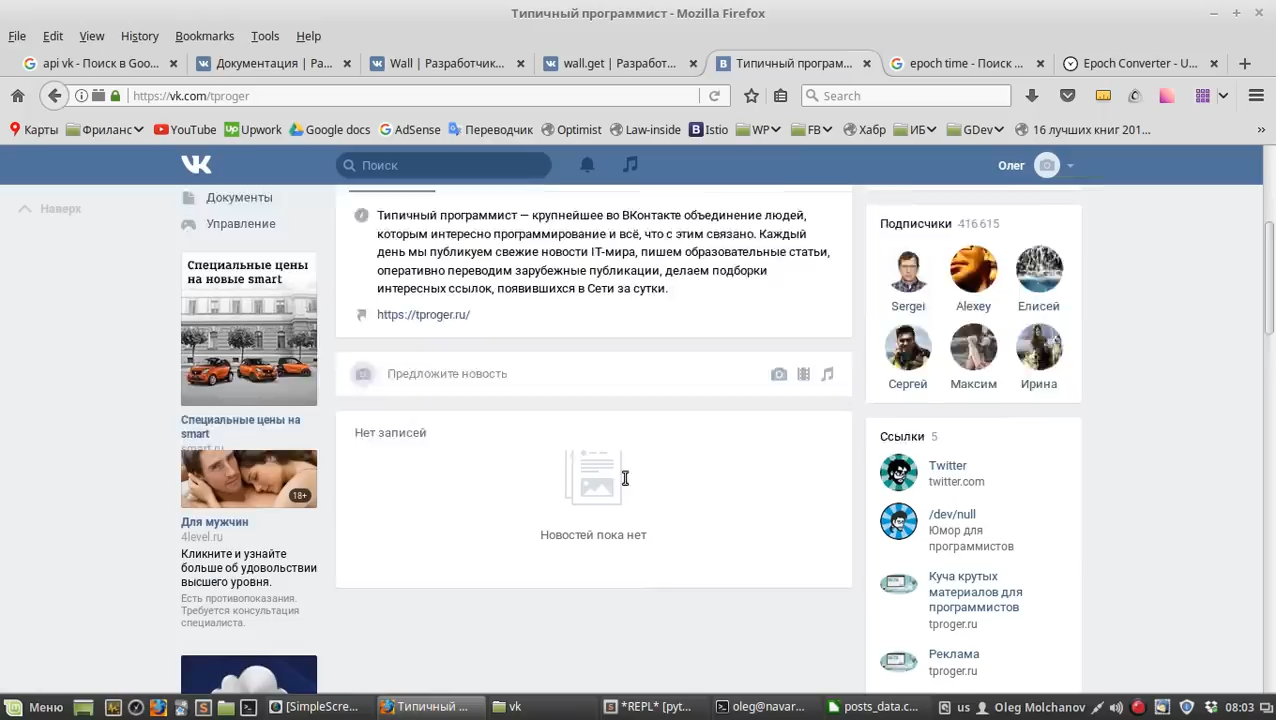 Типичный программист - Mozilla Firefox
File Edit View History Bookmarks Tools Help
api vk - Поиск в Goo...
Документация | Ра...
Wall | Разработчик...
wall.get | Разработ...
Типичный програм...
epoch time - Поиск ...
Epoch Converter - U...
https://vk.com/tproger
Search
Карты
Фриланс
YouTube
Upwork
Google docs
AdSense
Переводчик
Optimist
Law-inside
Istio
WP
FB
Хабр
ИБ
GDev
16 лучших книг 201...
Поиск
Олег
Наверх
Документы
Управление
Специальные цены
на новые smart
Специальные цены на
smart
smart.ru
18+
Для мужчин
4level.ru
Кликните и узнайте
больше об удовольствии
высшего уровня.
Есть противопоказания.
Требуется консультация
специалиста.
Типичный программист — крупнейшее во ВКонтакте объединение людей,
которым интересно программирование и всё, что с этим связано. Каждый
день мы публикуем свежие новости IT-мира, пишем образовательные статьи,
оперативно переводим зарубежные публикации, делаем подборки
интересных ссылок, появившихся в Сети за сутки.
https://tproger.ru/
Предложите новость
Нет записей
Новостей пока нет
Подписчики 416 615
Sergei Alexey Елисей
Сергей Максим Ирина
Ссылки 5
Twitter
twitter.com
/dev/null
Юмор для
программистов
Куча крутых
материалов для
программистов
tproger.ru
Реклама
tproger.ru
Меню
[SimpleScre...
Типичный ...
vk
*REPL* [pyt...
oleg@navar...
posts_data.c...
us
Oleg Molchanov
08:03